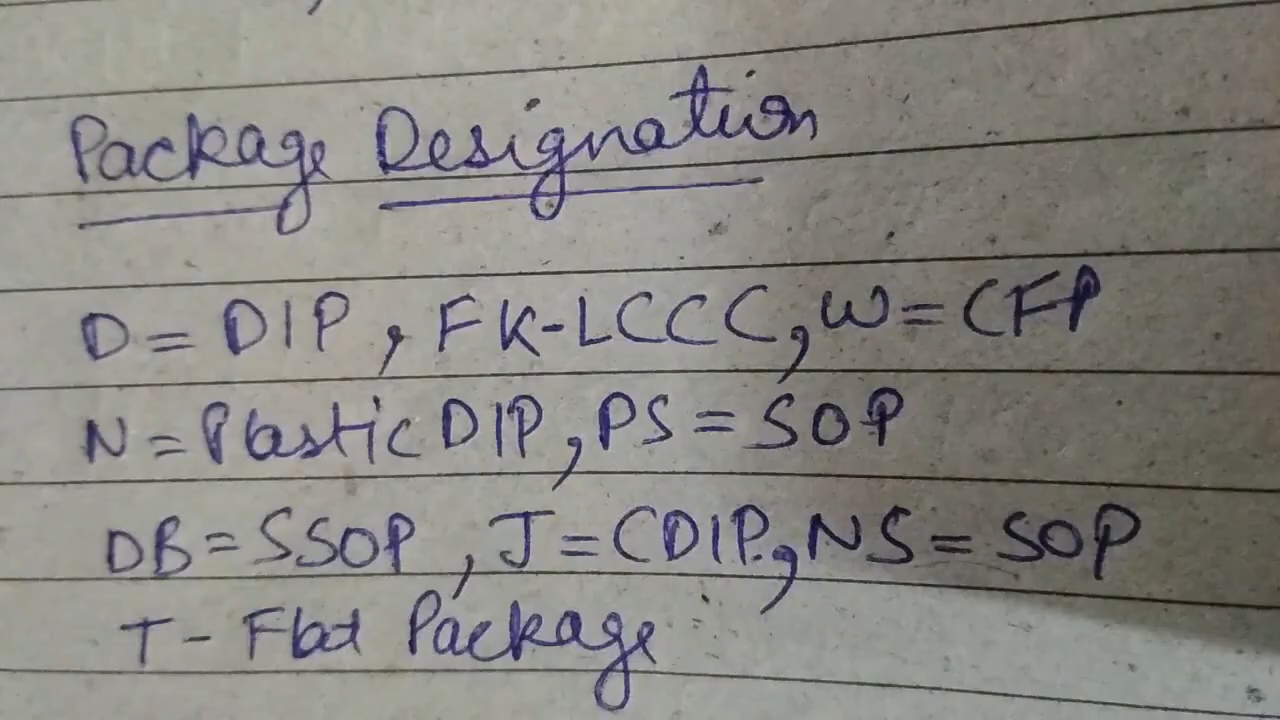 Package Designation
D = DIP, FK-LCCC, W = CFP
N = Plastic DIP, PS = SOP
DB = SSOP, J = CDIP, NS = SOP
T - Flat Package